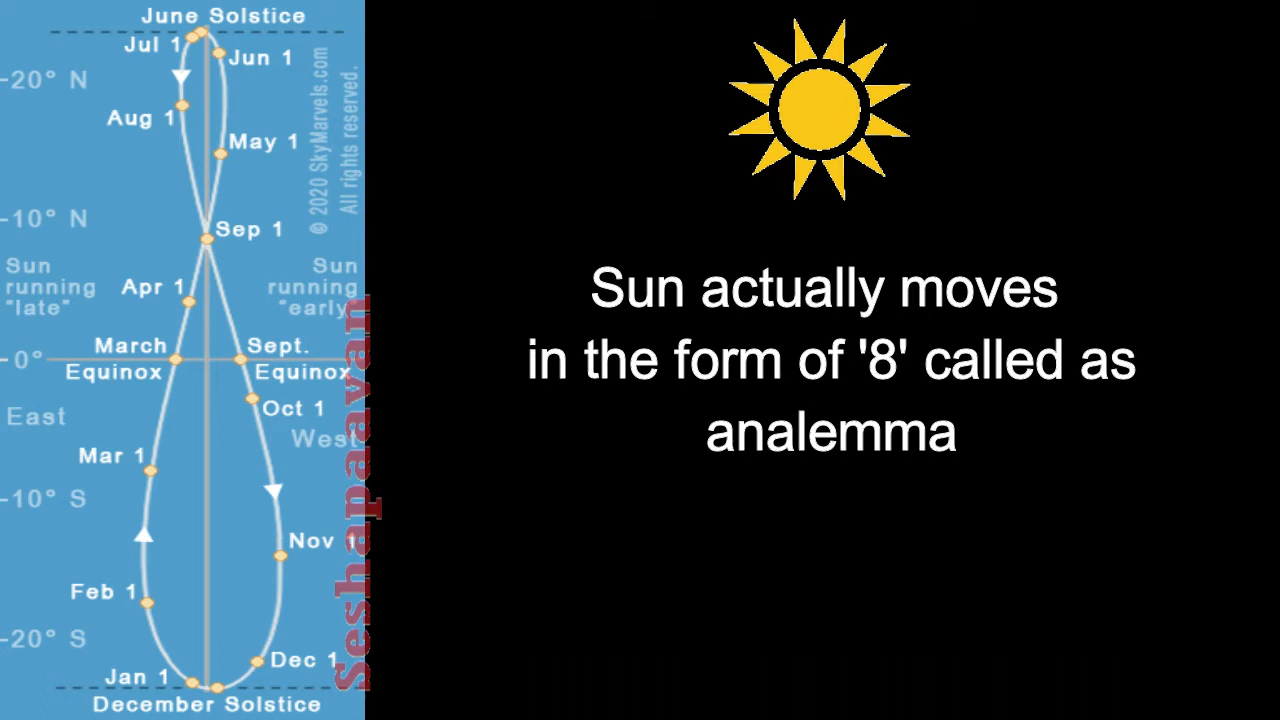 June Solstice
Jul 1
Jun 1
-20° N
Aug 1
May 1
© 2020 SkyMarvels.com
All rights reserved.
-10° N
Sep 1
Sun
running
"late"
Sun
running
"early"
Apr 1
March
Equinox
Sept.
Equinox
-0°
Oct 1
East
West
Mar 1
-10° S
Nov 1
Feb 1
-20° S
Dec 1
Jan 1
December Solstice
Seshapaavan
Sun actually moves
in the form of '8' called as
analemma